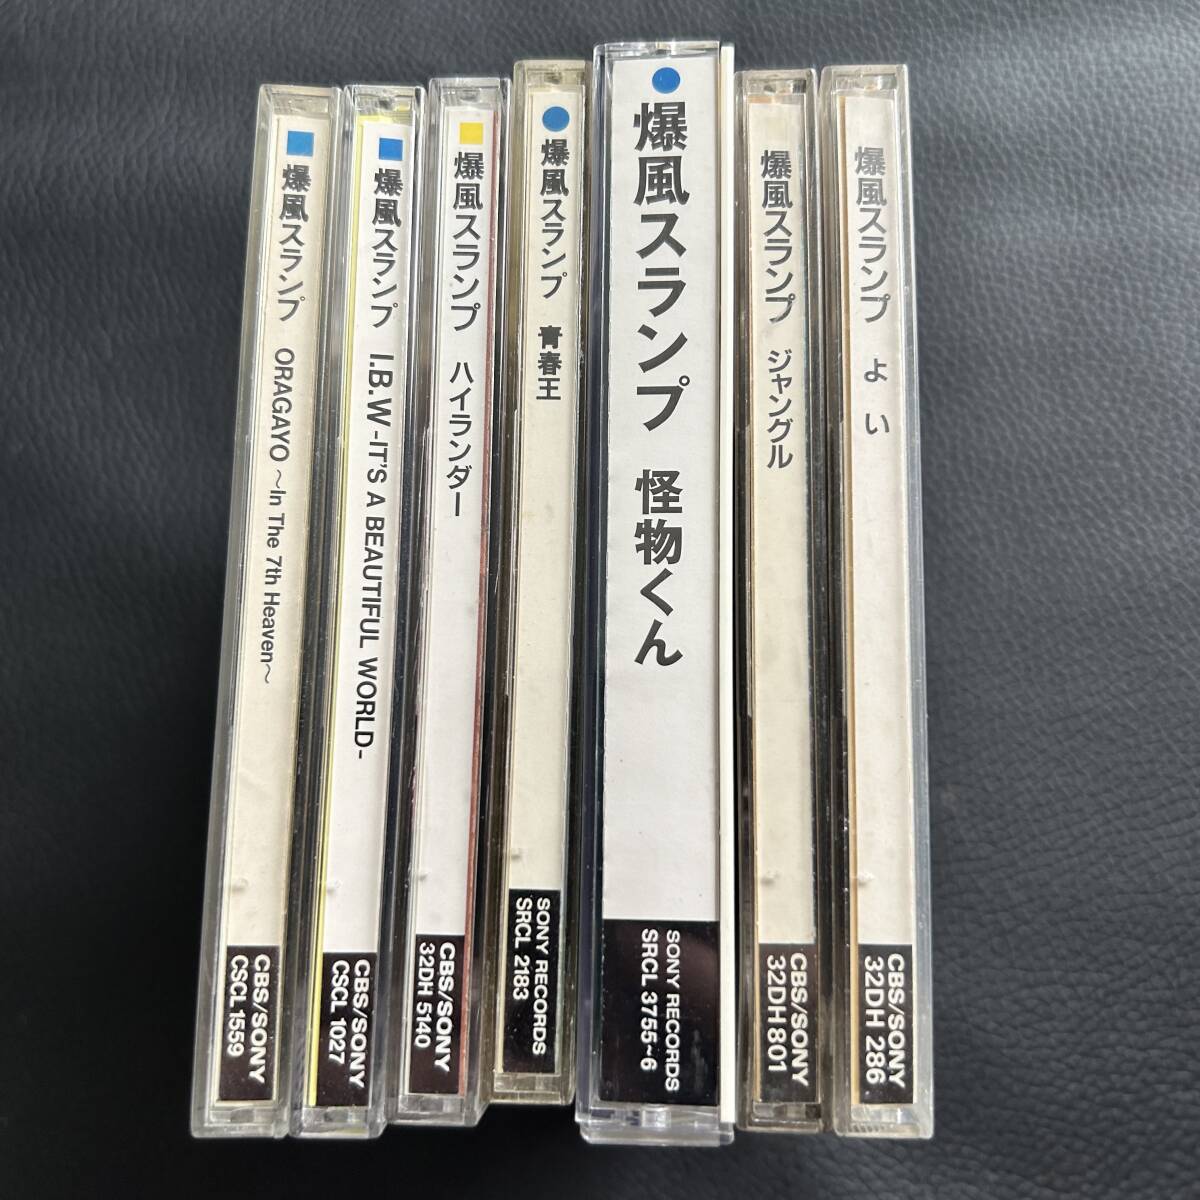 爆風スランプ ORAGAYO ～In The 7th Heaven～
CBS/SONY
CSCL 1559
爆風スランプ I.B.W-IT'S A BEAUTIFUL WORLD-
CBS/SONY
CSCL 1027
爆風スランプ ハイランダー
CBS/SONY
32DH 5140
爆風スランプ 青春王
SONY RECORDS
SRCL 2183
爆風スランプ 怪物くん
SONY RECORDS
SRCL 3755~6
爆風スランプ ジャングル
CBS/SONY
32DH 801
爆風スランプ よい
CBS/SONY
32DH 286